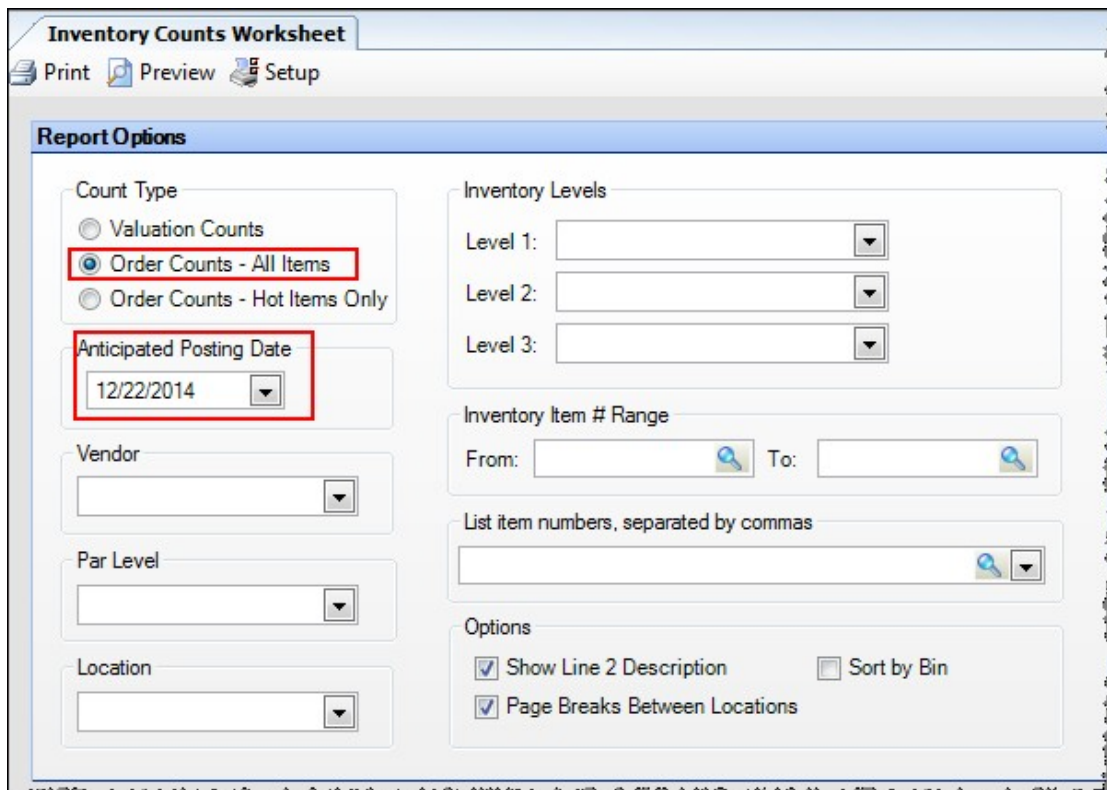 Inventory Counts Worksheet
Print Preview Setup
Report Options
Count Type
Valuation Counts
Order Counts - All Items
Order Counts - Hot Items Only
Anticipated Posting Date
12/22/2014
Vendor
Par Level
Location
Inventory Levels
Level 1:
Level 2:
Level 3:
Inventory Item # Range
From: To:
List item numbers, separated by commas
Options
Show Line 2 Description Sort by Bin
Page Breaks Between Locations